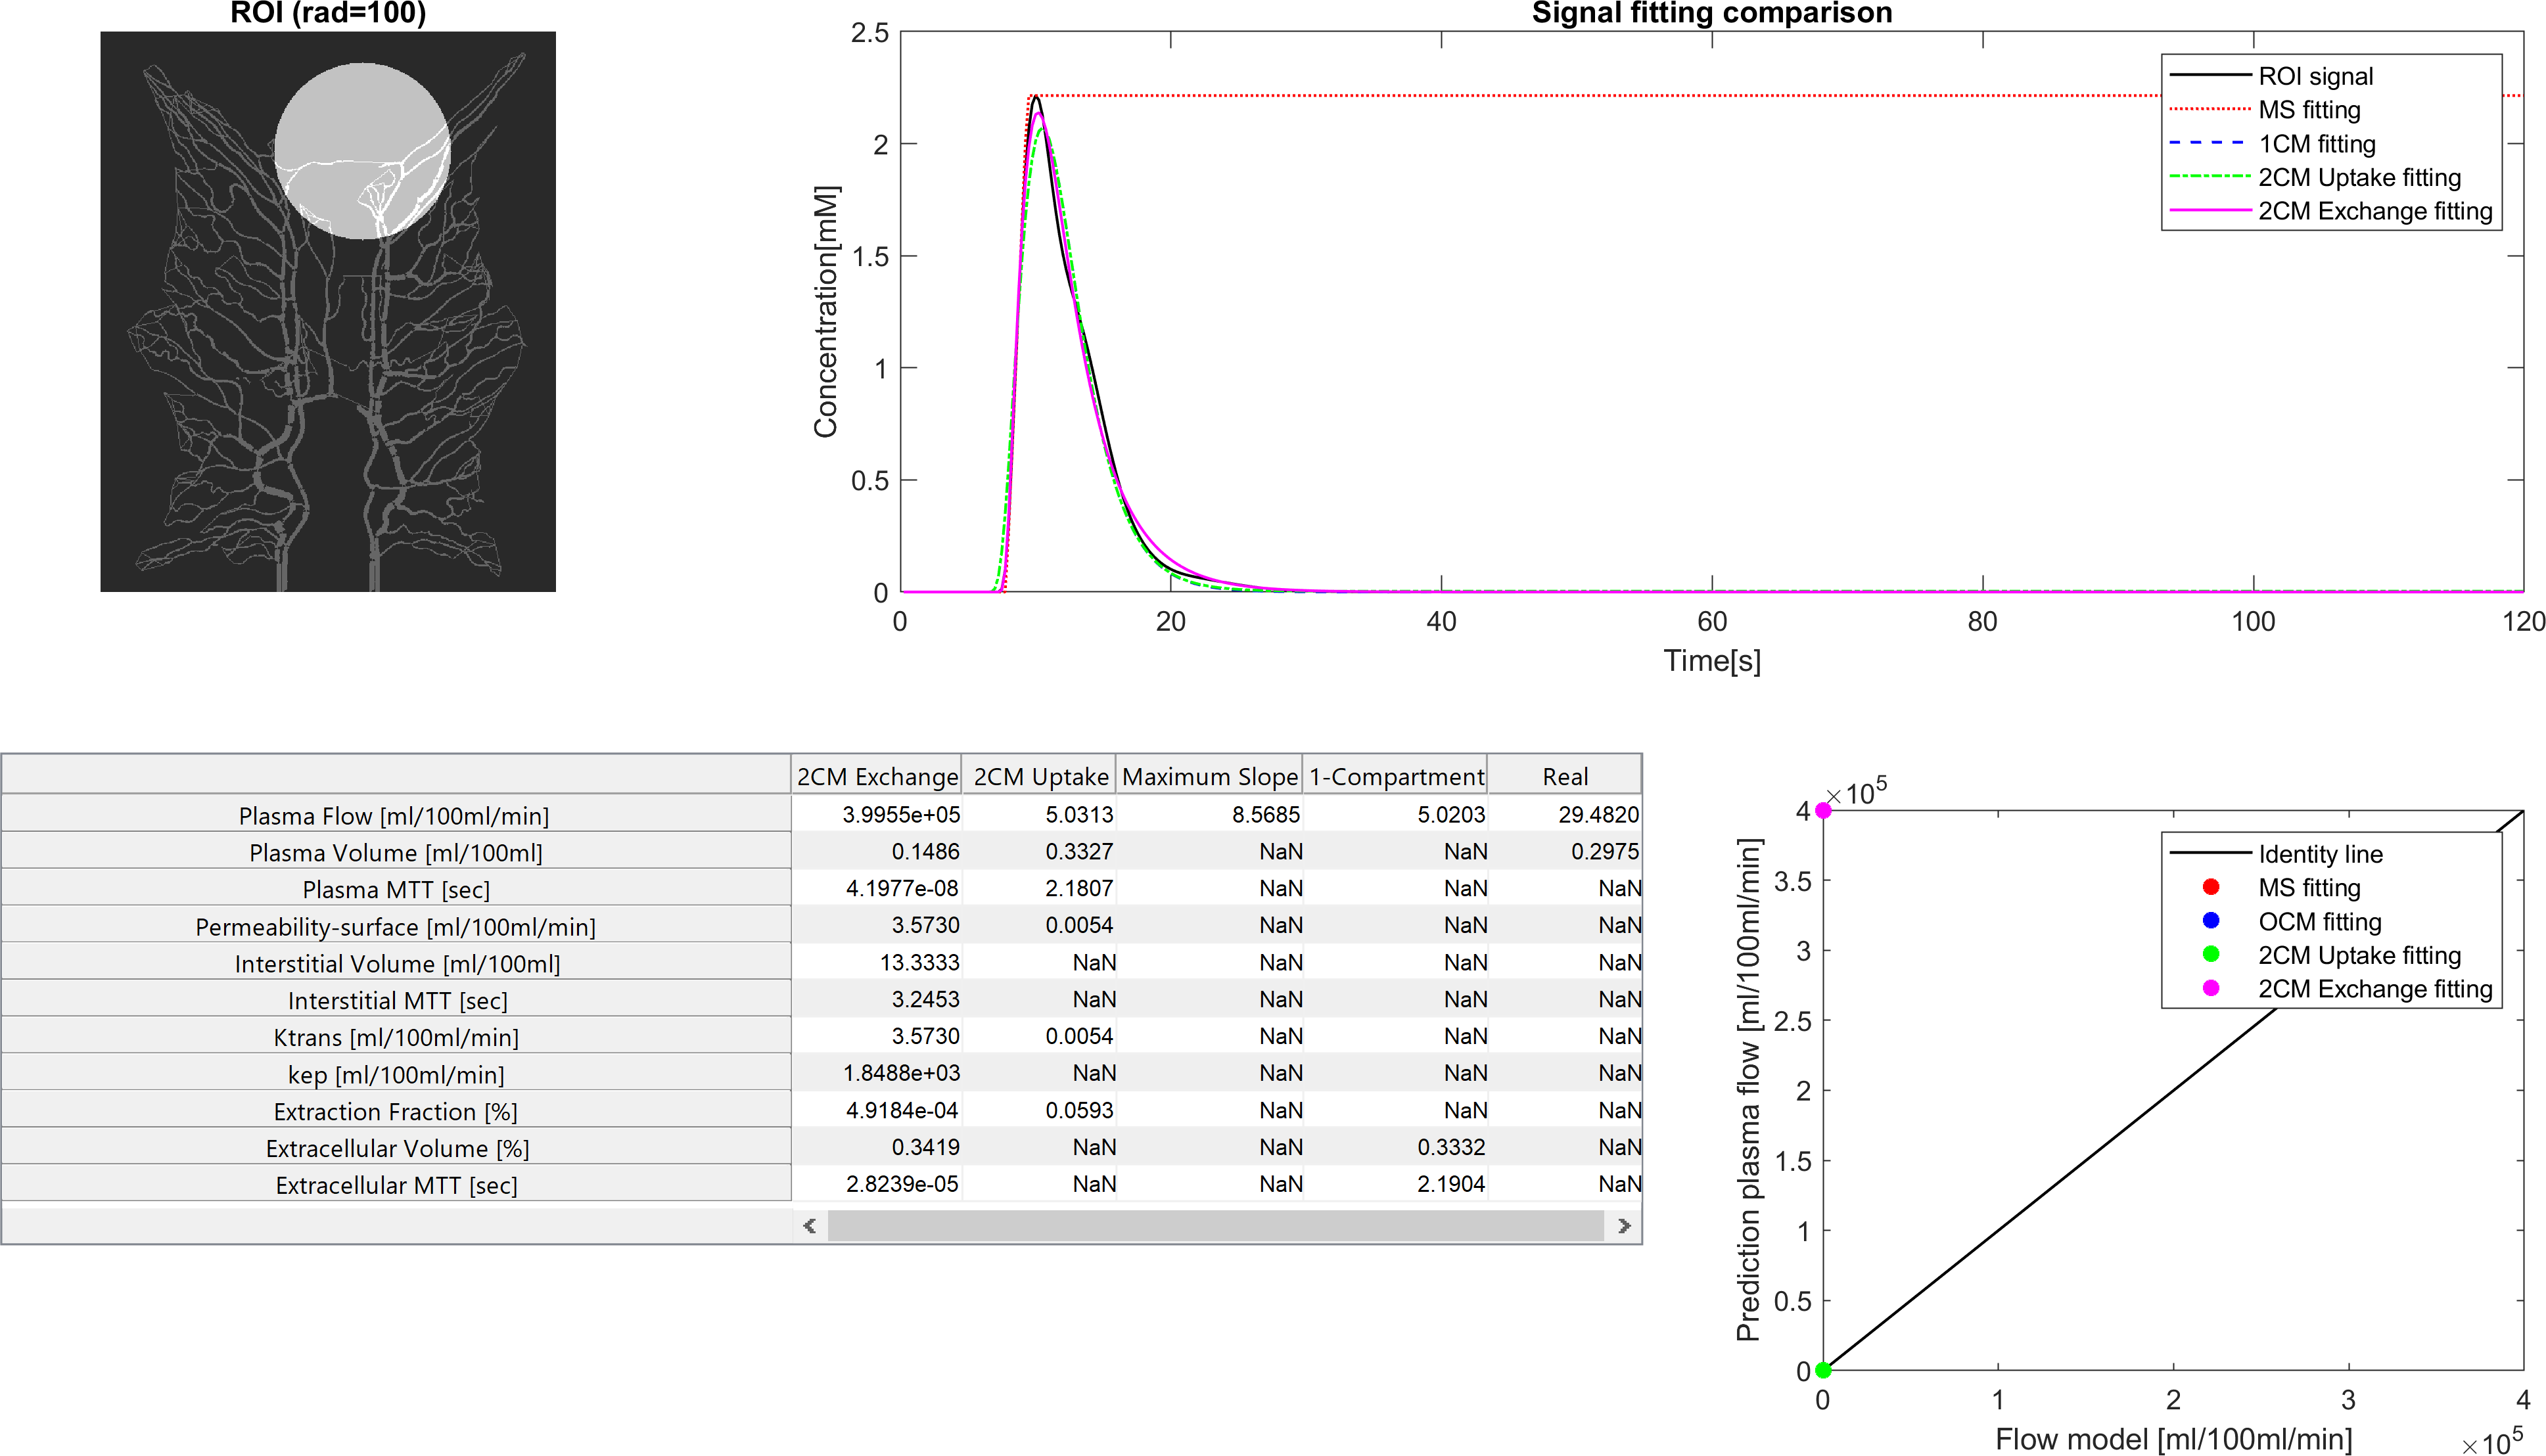 ROI (rad=100)
Signal fitting comparison
2.5
2
1.5
1
0.5
0
Concentration[mM]
0 20 40 60 80 100 120
Time[s]
ROI signal
MS fitting
1CM fitting
2CM Uptake fitting
2CM Exchange fitting
2CM Exchange 2CM Uptake Maximum Slope 1-Compartment Real
Plasma Flow [ml/100ml/min] 3.9955e+05 5.0313 8.5685 5.0203 29.4820
Plasma Volume [ml/100ml] 0.1486 0.3327 NaN NaN 0.2975
Plasma MTT [sec] 4.1977e-08 2.1807 NaN NaN NaN
Permeability-surface [ml/100ml/min] 3.5730 0.0054 NaN NaN NaN
Interstitial Volume [ml/100ml] 13.3333 NaN NaN NaN NaN
Interstitial MTT [sec] 3.2453 NaN NaN NaN NaN
Ktrans [ml/100ml/min] 3.5730 0.0054 NaN NaN NaN
kep [ml/100ml/min] 1.8488e+03 NaN NaN NaN NaN
Extraction Fraction [%] 4.9184e-04 0.0593 NaN NaN NaN
Extracellular Volume [%] 0.3419 NaN NaN 0.3332 NaN
Extracellular MTT [sec] 2.8239e-05 NaN NaN 2.1904 NaN
×10^5
4
3.5
3
2.5
2
1.5
1
0.5
0
Prediction plasma flow [ml/100ml/min]
Identity line
MS fitting
OCM fitting
2CM Uptake fitting
2CM Exchange fitting
0 1 2 3 4
Flow model [ml/100ml/min]
×10^5